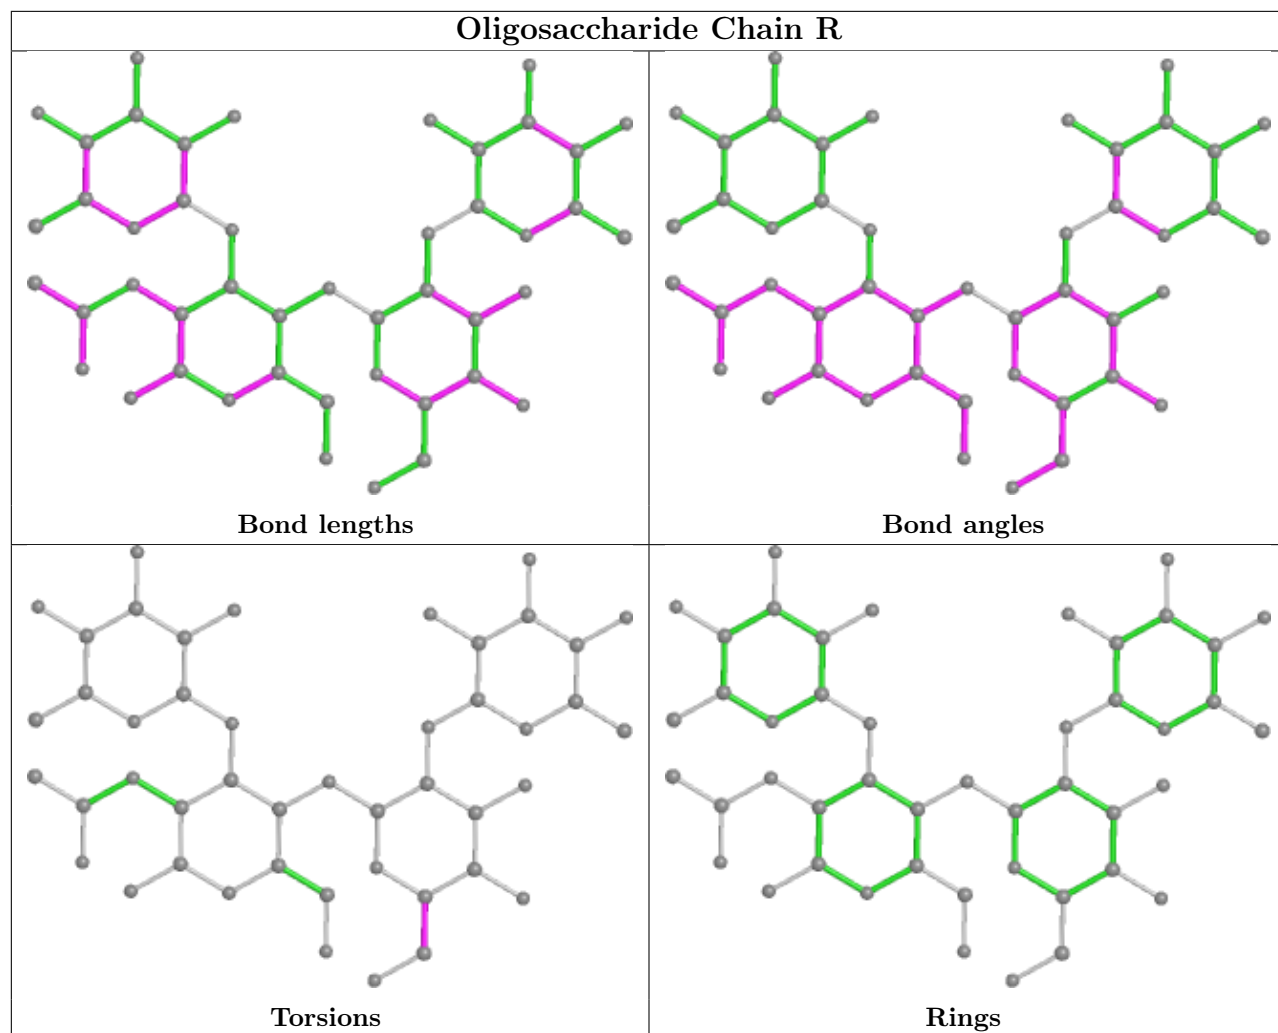 Oligosaccharide Chain R
Bond lengths
Bond angles
Torsions
Rings